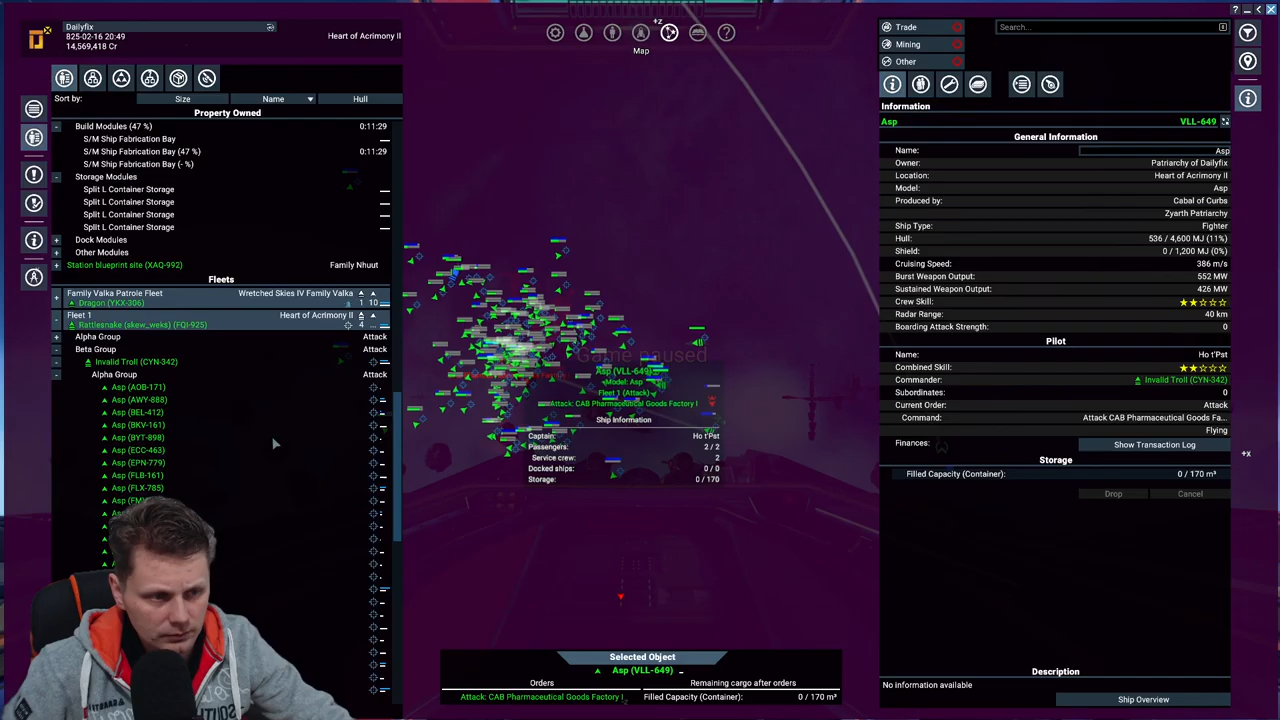 Dailyfix
825-02-16 20:49
14,569,418 Cr
Heart of Acrimony II
Sort by:
Size
Name
Hull
Property Owned
Build Modules (47 %)
0:11:29
S/M Ship Fabrication Bay
S/M Ship Fabrication Bay (47 %)
0:11:29
S/M Ship Fabrication Bay (- %)
Storage Modules
Split L Container Storage
Split L Container Storage
Split L Container Storage
Split L Container Storage
Dock Modules
Other Modules
Station blueprint site (XAQ-992)
Family Nhuut
Fleets
Family Valka Patrole Fleet
Wretched Skies IV Family Valka
Dragon (YKX-306)
1 10
Fleet 1
Heart of Acrimony II
Rattlesnake (skew_weks) (FQI-925)
4 ...
Alpha Group
Attack
Beta Group
Attack
Invalid Troll (CYN-342)
Alpha Group
Attack
Asp (AOB-171)
Asp (AWY-888)
Asp (BEL-412)
Asp (BKV-161)
Asp (BYT-898)
Asp (ECC-463)
Asp (EPN-779)
Asp (FLB-161)
Asp (FLX-785)
Asp
+z
Map
Game paused
Asp (VLL-649)
Model: Asp
Fleet 1 (Attack)
Attack: CAB Pharmaceutical Goods Factory I
Ship Information
Captain:
Ho t'Pst
Passengers:
2 / 2
Service crew:
2
Docked ships:
0 / 0
Storage:
0 / 170
Selected Object
Asp (VLL-649)
Orders
Remaining cargo after orders
Attack: CAB Pharmaceutical Goods Factory I
Filled Capacity (Container):
0 / 170 m³
Trade
Mining
Other
Search...
Information
Asp
VLL-649
General Information
Name:
Asp
Owner:
Patriarchy of Dailyfix
Location:
Heart of Acrimony II
Model:
Asp
Produced by:
Cabal of Curbs
Zyarth Patriarchy
Ship Type:
Fighter
Hull:
536 / 4,600 MJ (11%)
Shield:
0 / 1,200 MJ (0%)
Cruising Speed:
386 m/s
Burst Weapon Output:
552 MW
Sustained Weapon Output:
426 MW
Crew Skill:
Radar Range:
40 km
Boarding Attack Strength:
0
Pilot
Name:
Ho t'Pat
Combined Skill:
Commander:
Invalid Troll (CYN-342)
Subordinates:
0
Current Order:
Attack
Command:
Attack CAB Pharmaceutical Goods Fa...
Flying
Finances:
Show Transaction Log
Storage
Filled Capacity (Container):
0 / 170 m³
Drop
Cancel
+x
Description
No information available
Ship Overview